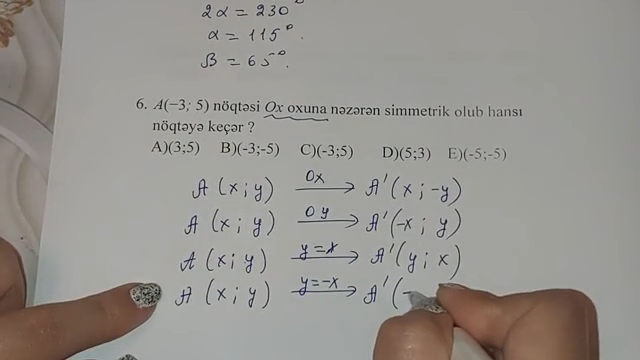 2α = 230°
α = 115°.
β = 65°.
6. A(−3; 5) nöqtəsi Ox oxuna nəzərən simmetrik olub hansı
nöqtəyə keçər ?
A)(3;5) B)(-3;-5) C)(-3;5) D)(5;3) E)(-5;-5)
A (x ; y) Ox → A′ (x ; -y)
A (x ; y) Oy → A′ (-x ; y)
A (x ; y) y=x → A′ (y ; x)
A (x ; y) y=-x → A′ (-